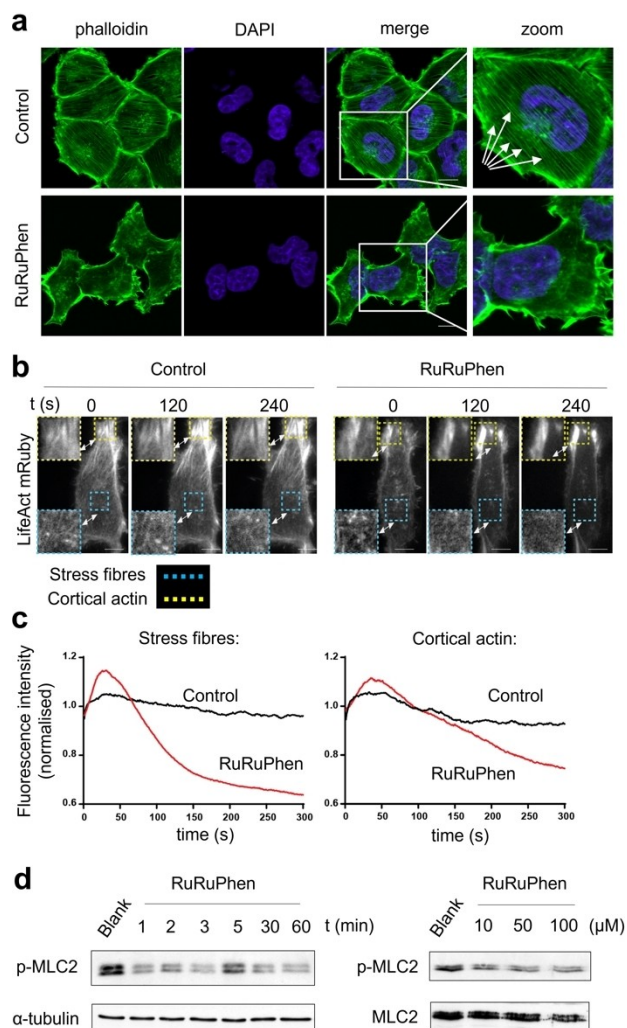 a
phalloidin DAPI merge zoom
Control
RuRuPhen
b
Control RuRuPhen
t (s) 0 120 240 0 120 240
LifeAct mRuby
Stress fibres
Cortical actin
c
Stress fibres: Cortical actin:
Fluorescence intensity
(normalised)
1.2 1.2
Control Control
1.0 1.0
0.8 0.8
RuRuPhen RuRuPhen
0.6 0.6
0 50 100 150 200 250 300 0 50 100 150 200 250 300
time (s) time (s)
d
Blank RuRuPhen Blank RuRuPhen
1 2 3 5 30 60 t (min) 10 50 100 (μM)
p-MLC2 p-MLC2
α-tubulin MLC2